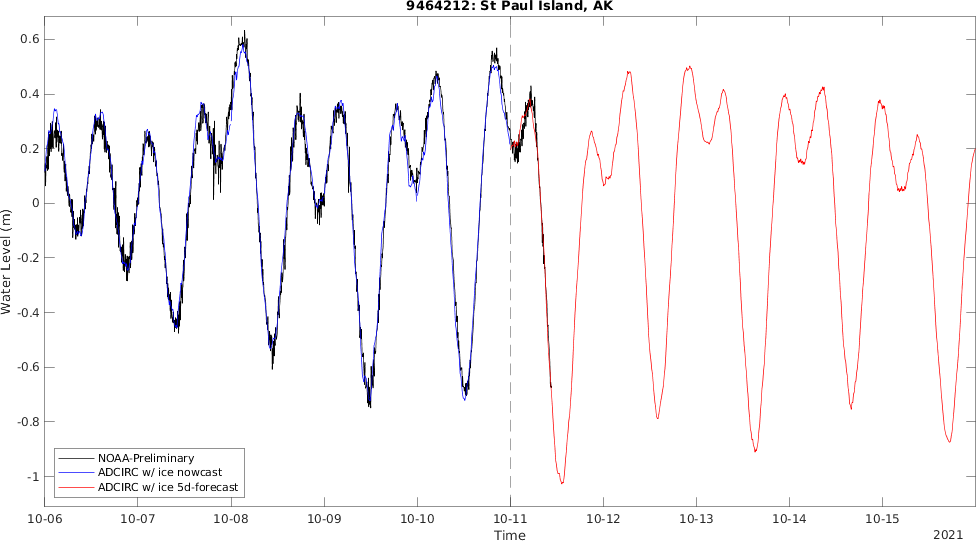 9464212: St Paul Island, AK
Water Level (m)
0.6
0.4
0.2
0
-0.2
-0.4
-0.6
-0.8
-1
NOAA-Preliminary
ADCIRC w/ ice nowcast
ADCIRC w/ ice 5d-forecast
10-06 10-07 10-08 10-09 10-10 10-11 10-12 10-13 10-14 10-15
Time
2021